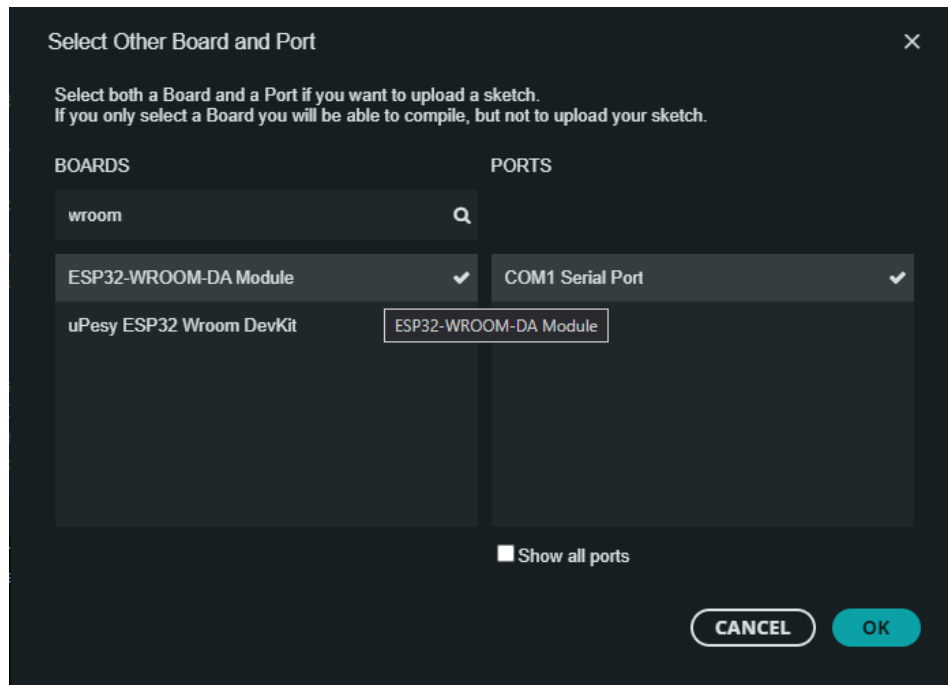 Select Other Board and Port
Select both a Board and a Port if you want to upload a sketch.
If you only select a Board you will be able to compile, but not to upload your sketch.
BOARDS
PORTS
wroom
ESP32-WROOM-DA Module
COM1 Serial Port
uPesy ESP32 Wroom DevKit
ESP32-WROOM-DA Module
Show all ports
CANCEL
OK